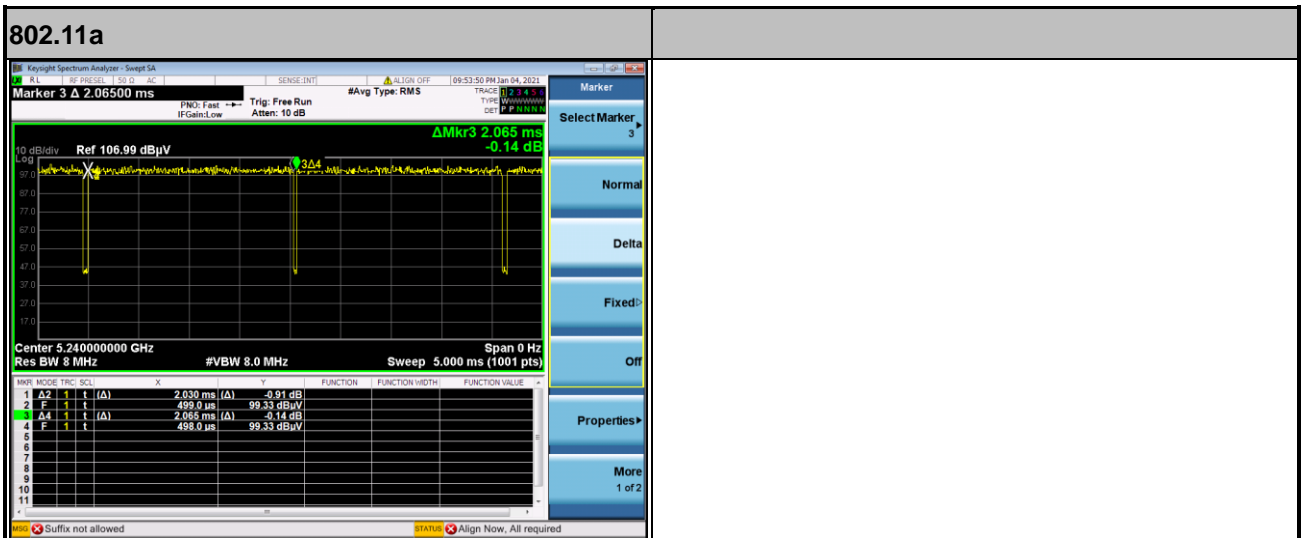 802.11a
Keysight Spectrum Analyzer - Swept SA
RL RF PRESEL 50 Ω AC SENSE:INT ALIGN OFF 09:53:50 PM Jan 04, 2021
Marker 3 Δ 2.06500 ms
PNO: Fast
IFGain:Low
Trig: Free Run
Atten: 10 dB
#Avg Type: RMS
TRACE 1 2 3 4 5 6
TYPE WWWWWW
DET P P N N N N
ΔMkr3 2.065 ms
-0.14 dB
10 dB/div Ref 106.99 dBµV
Log
97.0
87.0
77.0
67.0
57.0
47.0
37.0
27.0
17.0
X
3Δ4
Center 5.240000000 GHz Span 0 Hz
Res BW 8 MHz #VBW 8.0 MHz Sweep 5.000 ms (1001 pts)
MKR MODE TRC SCL X Y FUNCTION FUNCTION WIDTH FUNCTION VALUE
1 Δ2 1 t (Δ) 2.030 ms (Δ) -0.91 dB
2 F 1 t 499.0 µs 99.33 dBµV
3 Δ4 1 t (Δ) 2.065 ms (Δ) -0.14 dB
4 F 1 t 498.0 µs 99.33 dBµV
5
6
7
8
9
10
11
MSG Suffix not allowed STATUS Align Now, All required
Marker
Select Marker
3
Normal
Delta
Fixed
Off
Properties
More
1 of 2